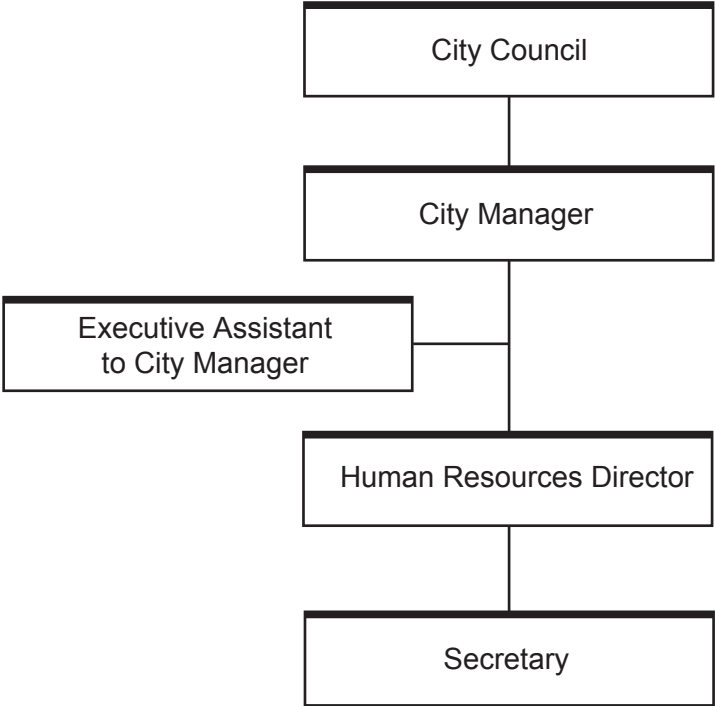 City Council
City Manager
Executive Assistant
to City Manager
Human Resources Director
Secretary